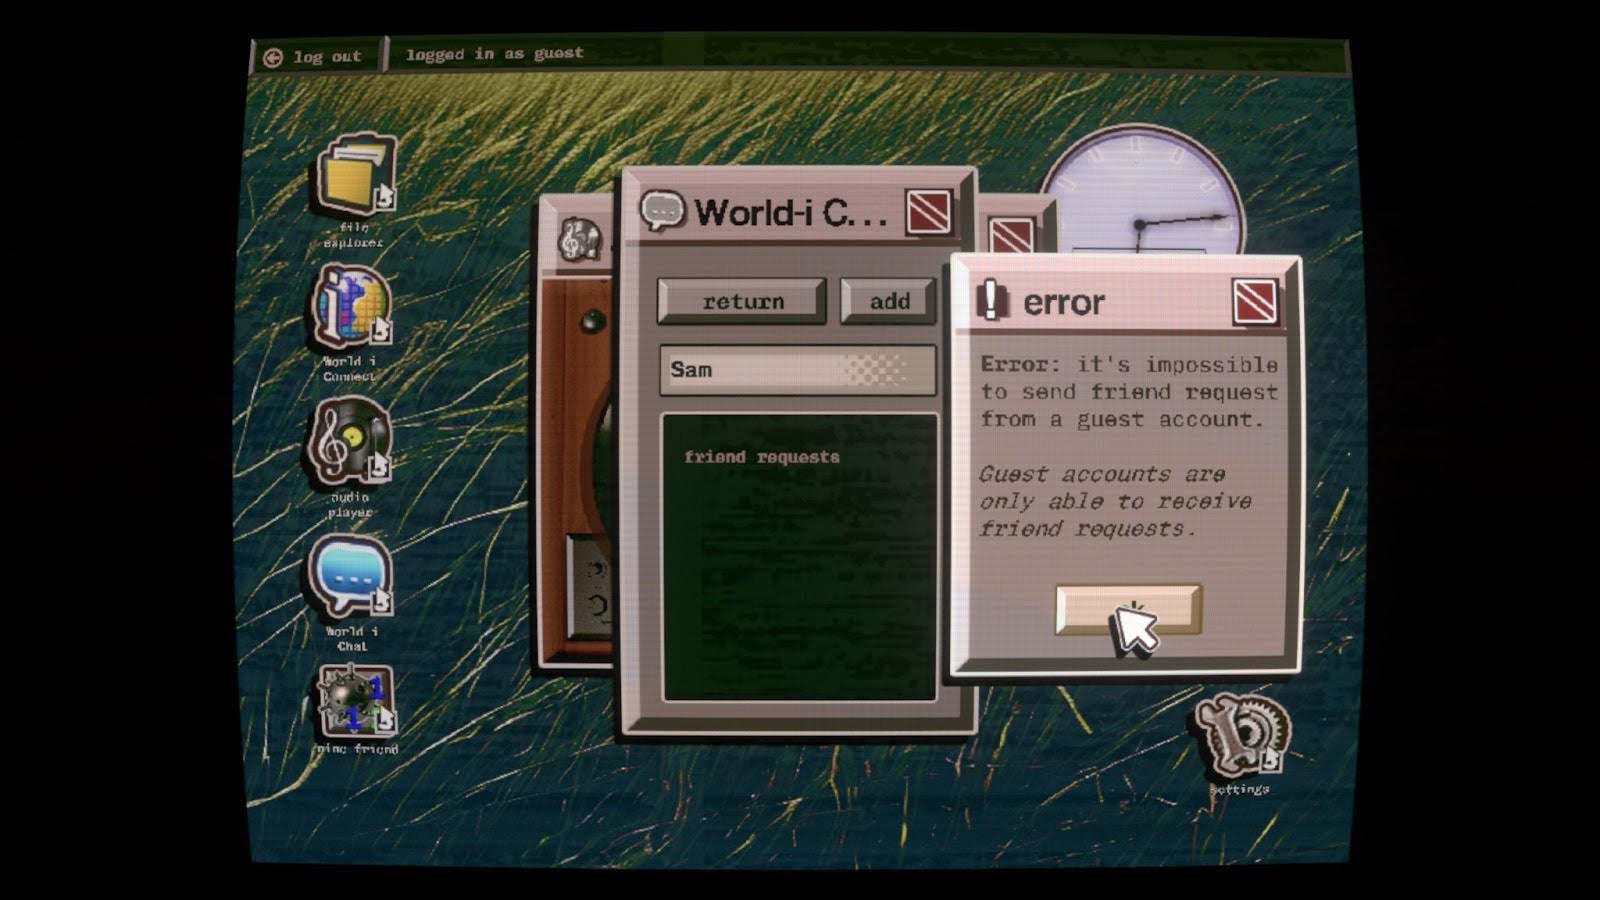 log out
logged in as guest
file
explorer
World i
Connect
audio
player
World i
Chat
mine friend
World-i C...
return
add
Sam
friend requests
error
Error: it's impossible
to send friend request
from a guest account.
Guest accounts are
only able to receive
friend requests.
settings